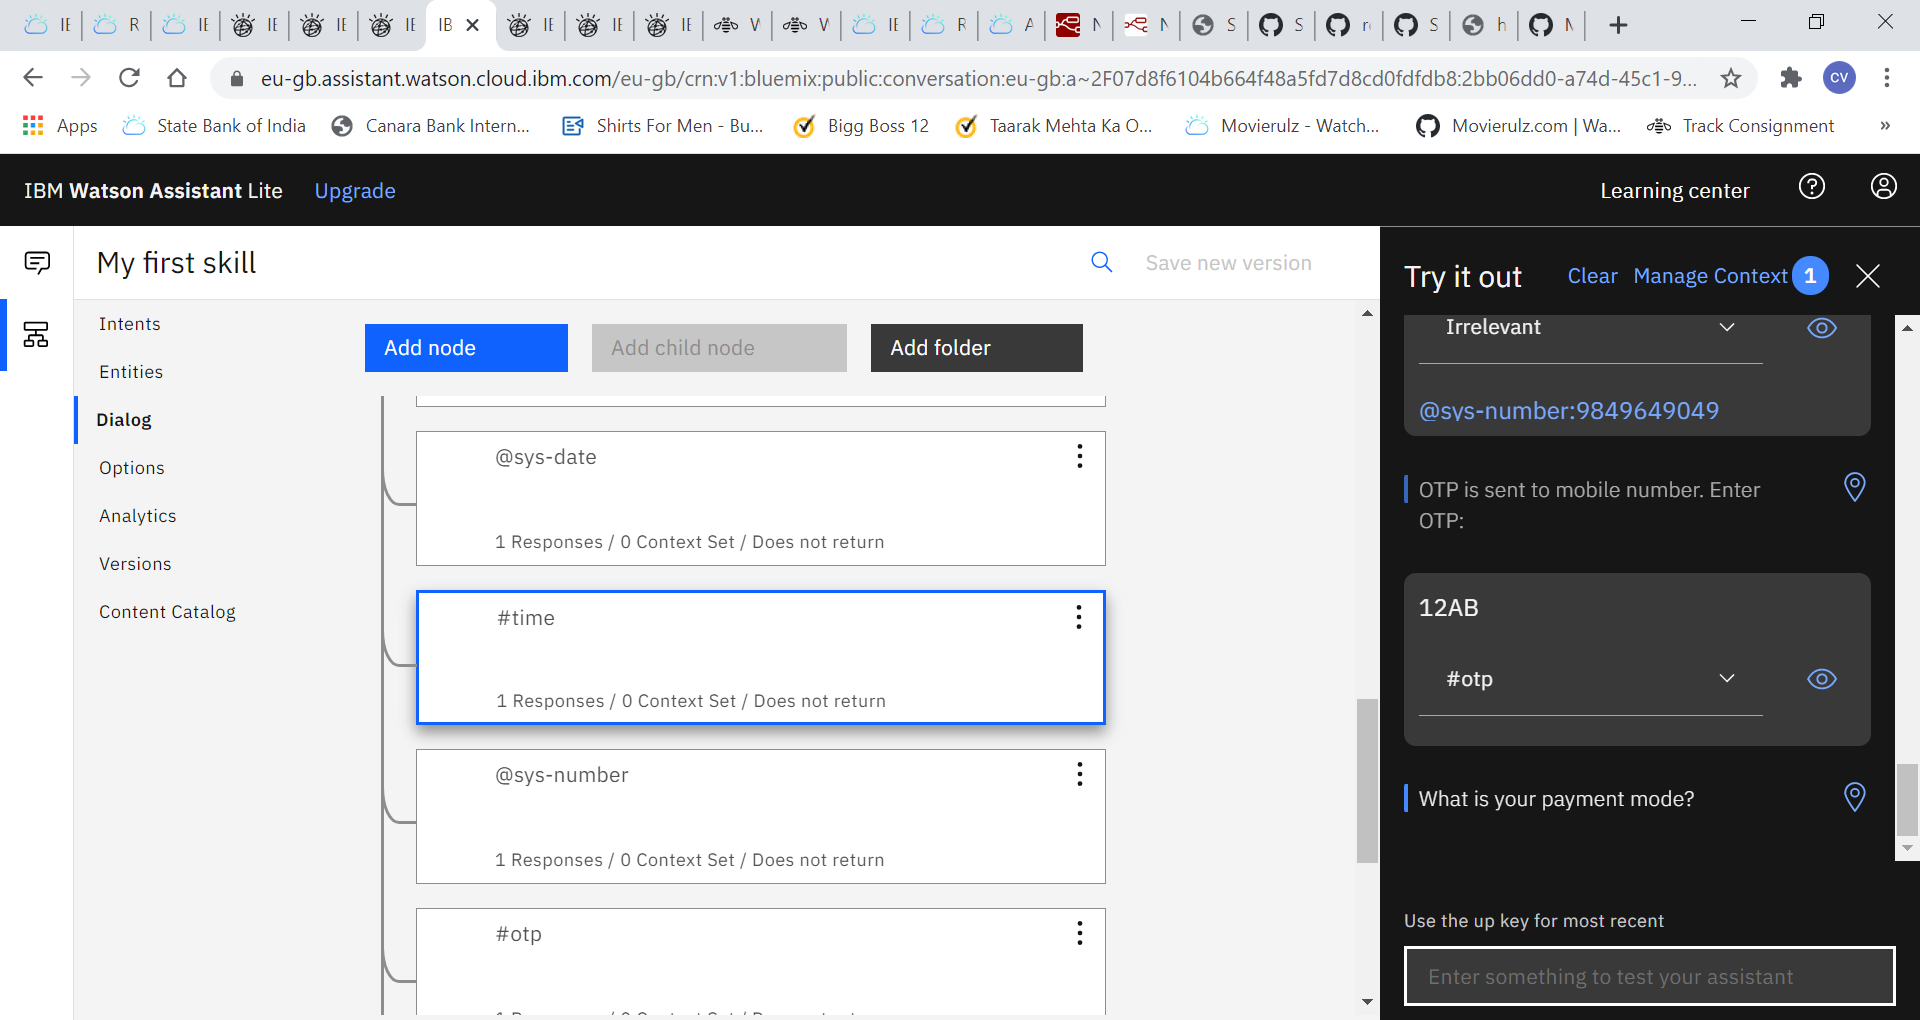 IE
R
IE
IE
IE
IE
IB
IE
IE
IE
V
V
IE
R
A
N
N
S
S
r
S
h
N
eu-gb.assistant.watson.cloud.ibm.com/eu-gb/crn:v1:bluemix:public:conversation:eu-gb:a~2F07d8f6104b664f48a5fd7d8cd0fdfdb8:2bb06dd0-a74d-45c1-9...
CV
Apps
State Bank of India
Canara Bank Intern...
Shirts For Men - Bu...
Bigg Boss 12
Taarak Mehta Ka O...
Movierulz - Watch...
Movierulz.com | Wa...
Track Consignment
»
IBM Watson Assistant Lite
Upgrade
Learning center
My first skill
Save new version
Intents
Entities
Dialog
Options
Analytics
Versions
Content Catalog
Add node
Add child node
Add folder
@sys-date
1 Responses / 0 Context Set / Does not return
#time
1 Responses / 0 Context Set / Does not return
@sys-number
1 Responses / 0 Context Set / Does not return
#otp
Try it out
Clear
Manage Context 1
Irrelevant
@sys-number:9849649049
OTP is sent to mobile number. Enter
OTP:
12AB
#otp
What is your payment mode?
Use the up key for most recent
Enter something to test your assistant